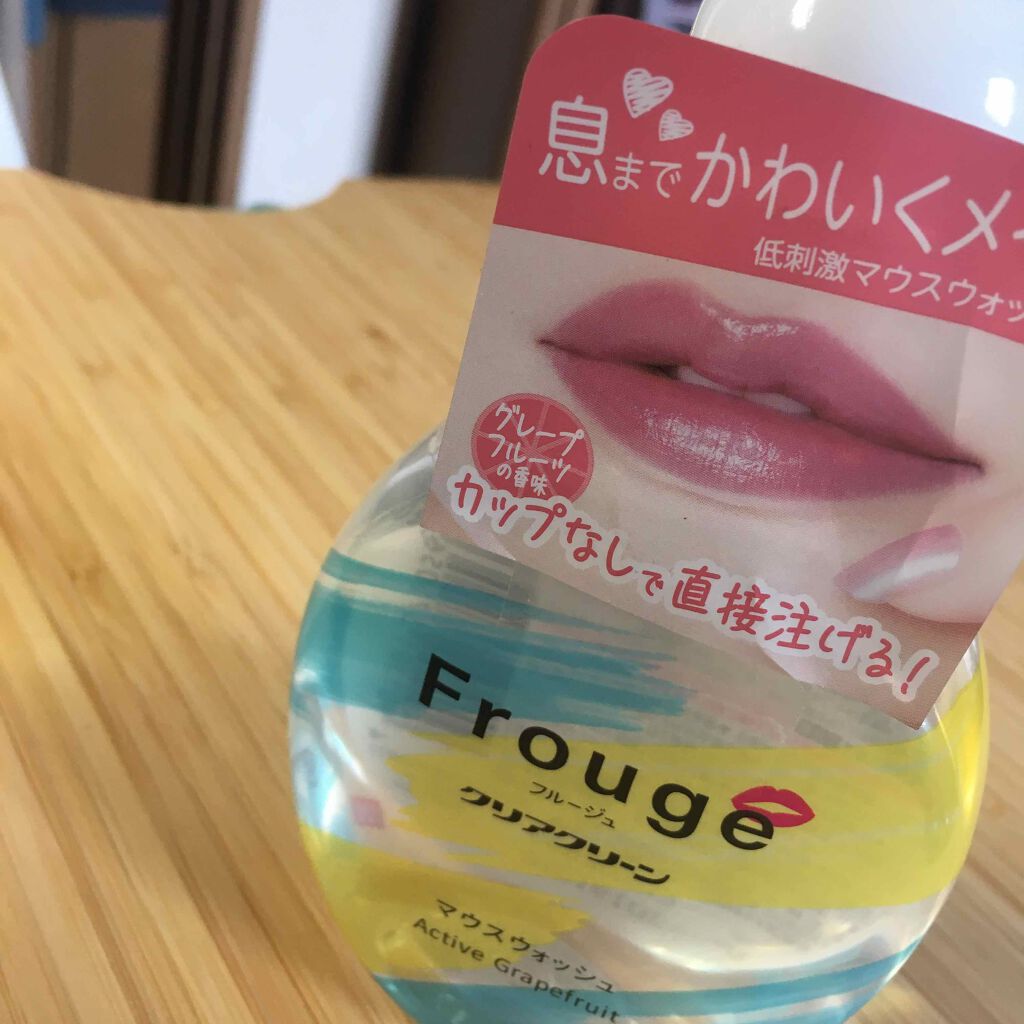 息まで かわいくメイ
低刺激マウスウォッ
グレープ
フルーツ
の香味
カップなしで直接注げる!
Frouge
フルージュ
クリアクリーン
マウスウォッシュ
Active Grapefruit